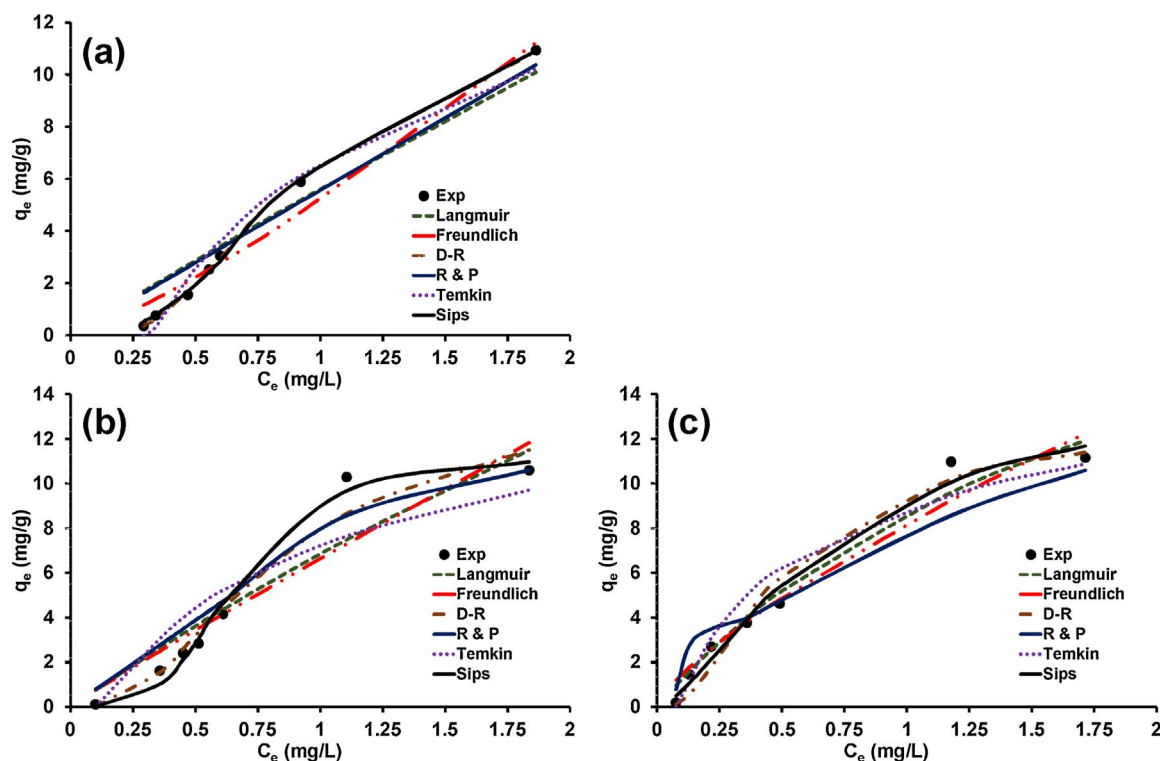 (a)
12
10
8
6
4
2
0
qe (mg/g)
Exp
Langmuir
Freundlich
D-R
R & P
Temkin
Sips
0 0.25 0.5 0.75 1 1.25 1.5 1.75 2
Ce (mg/L)
(b)
14
12
10
8
6
4
2
0
qe (mg/g)
Exp
Langmuir
Freundlich
D-R
R & P
Temkin
Sips
0 0.25 0.5 0.75 1 1.25 1.5 1.75 2
Ce (mg/L)
(c)
14
12
10
8
6
4
2
0
qe (mg/g)
Exp
Langmuir
Freundlich
D-R
R & P
Temkin
Sips
0 0.25 0.5 0.75 1 1.25 1.5 1.75 2
Ce (mg/L)